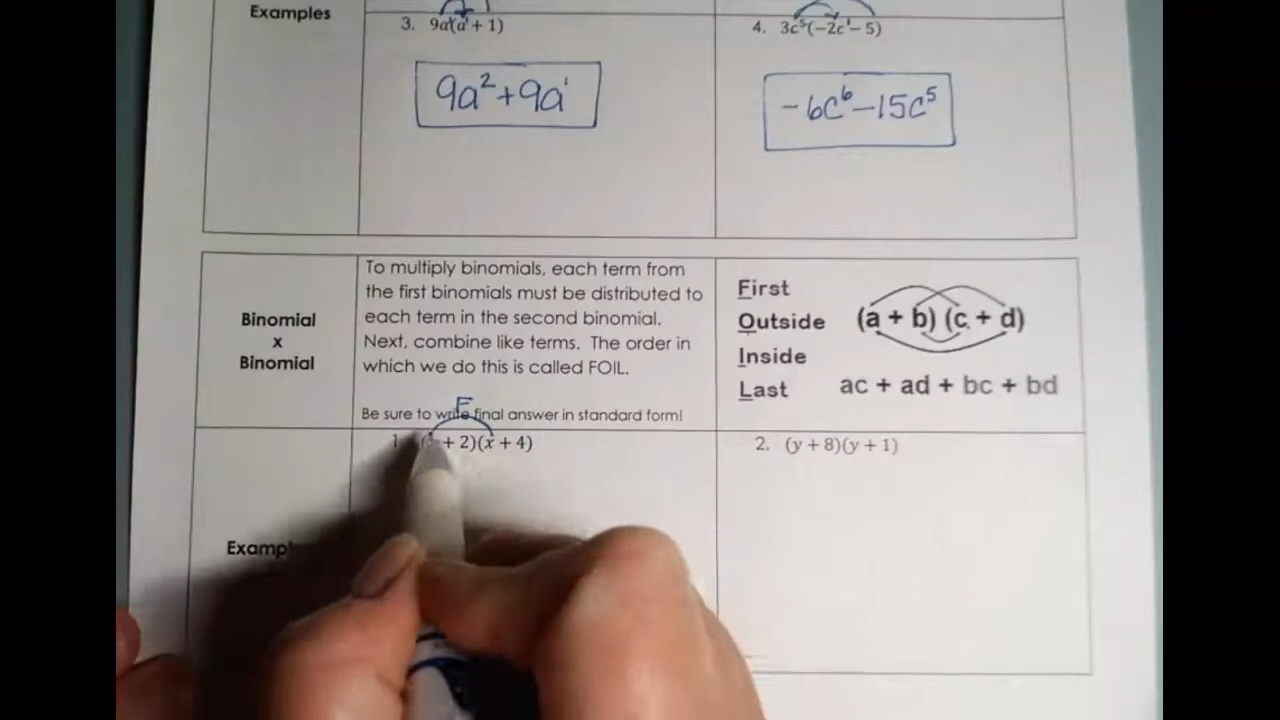 Examples
3. 9a(a + 1)
4. 3c⁵(−2c¹ − 5)
9a² + 9a¹
-6c⁶ - 15c⁵
Binomial
x
Binomial
To multiply binomials, each term from
the first binomials must be distributed to
each term in the second binomial.
Next, combine like terms. The order in
which we do this is called FOIL.
F
Be sure to write final answer in standard form!
First
Outside
Inside
Last
(a + b) (c + d)
ac + ad + bc + bd
+ 2)(x + 4)
2. (y + 8)(y + 1)